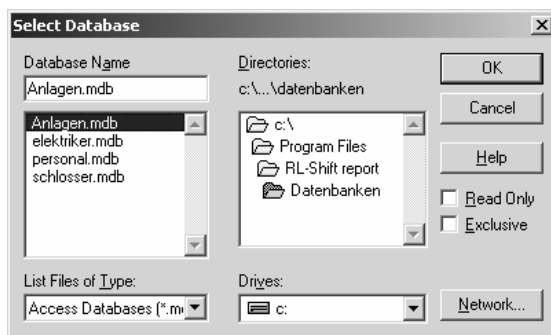 Select Database
Database Name
Anlagen.mdb
Anlagen.mdb
elektriker.mdb
personal.mdb
schlosser.mdb
List Files of Type:
Access Databases (*.m
Directories:
c:\...\datenbanken
c:\
Program Files
RL-Shift report
Datenbanken
Drives:
c:
OK
Cancel
Help
Read Only
Exclusive
Network...